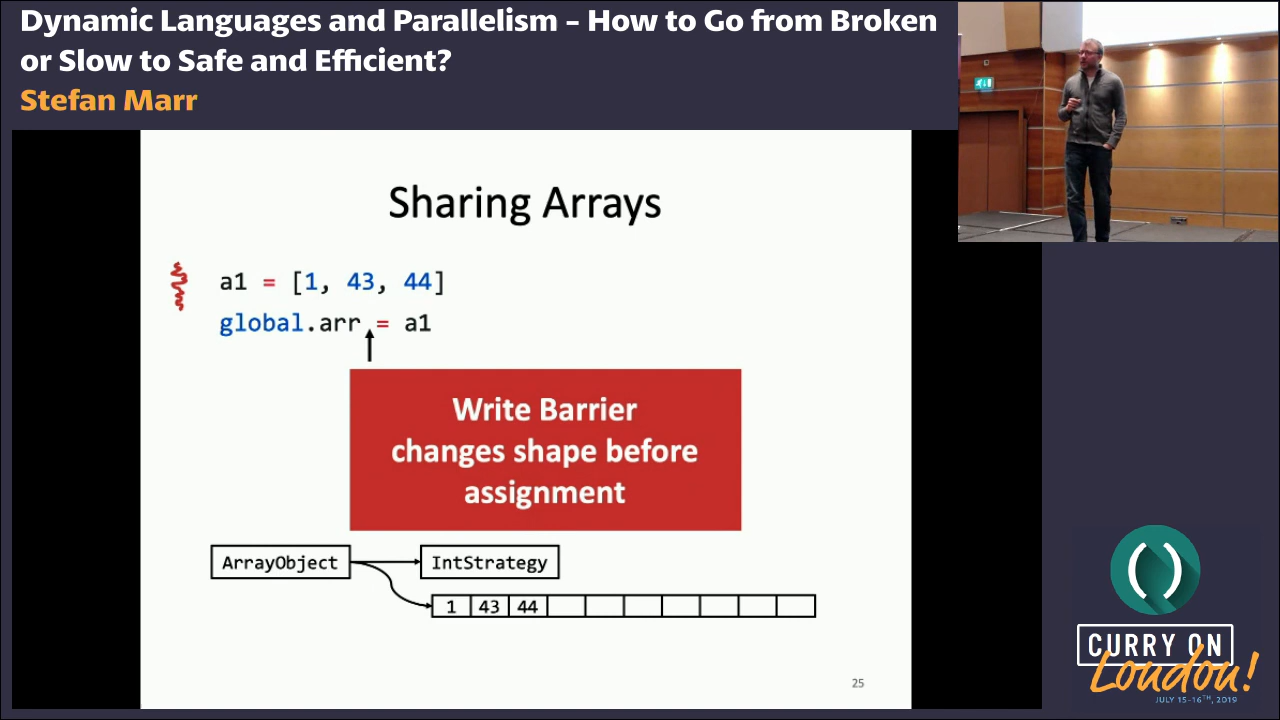 Dynamic Languages and Parallelism – How to Go from Broken
or Slow to Safe and Efficient?
Stefan Marr
Sharing Arrays
a1 = [1, 43, 44]
global.arr = a1
Write Barrier
changes shape before
assignment
ArrayObject
IntStrategy
1 43 44
25
CURRY ON
London!
JULY 15-16TH, 2019